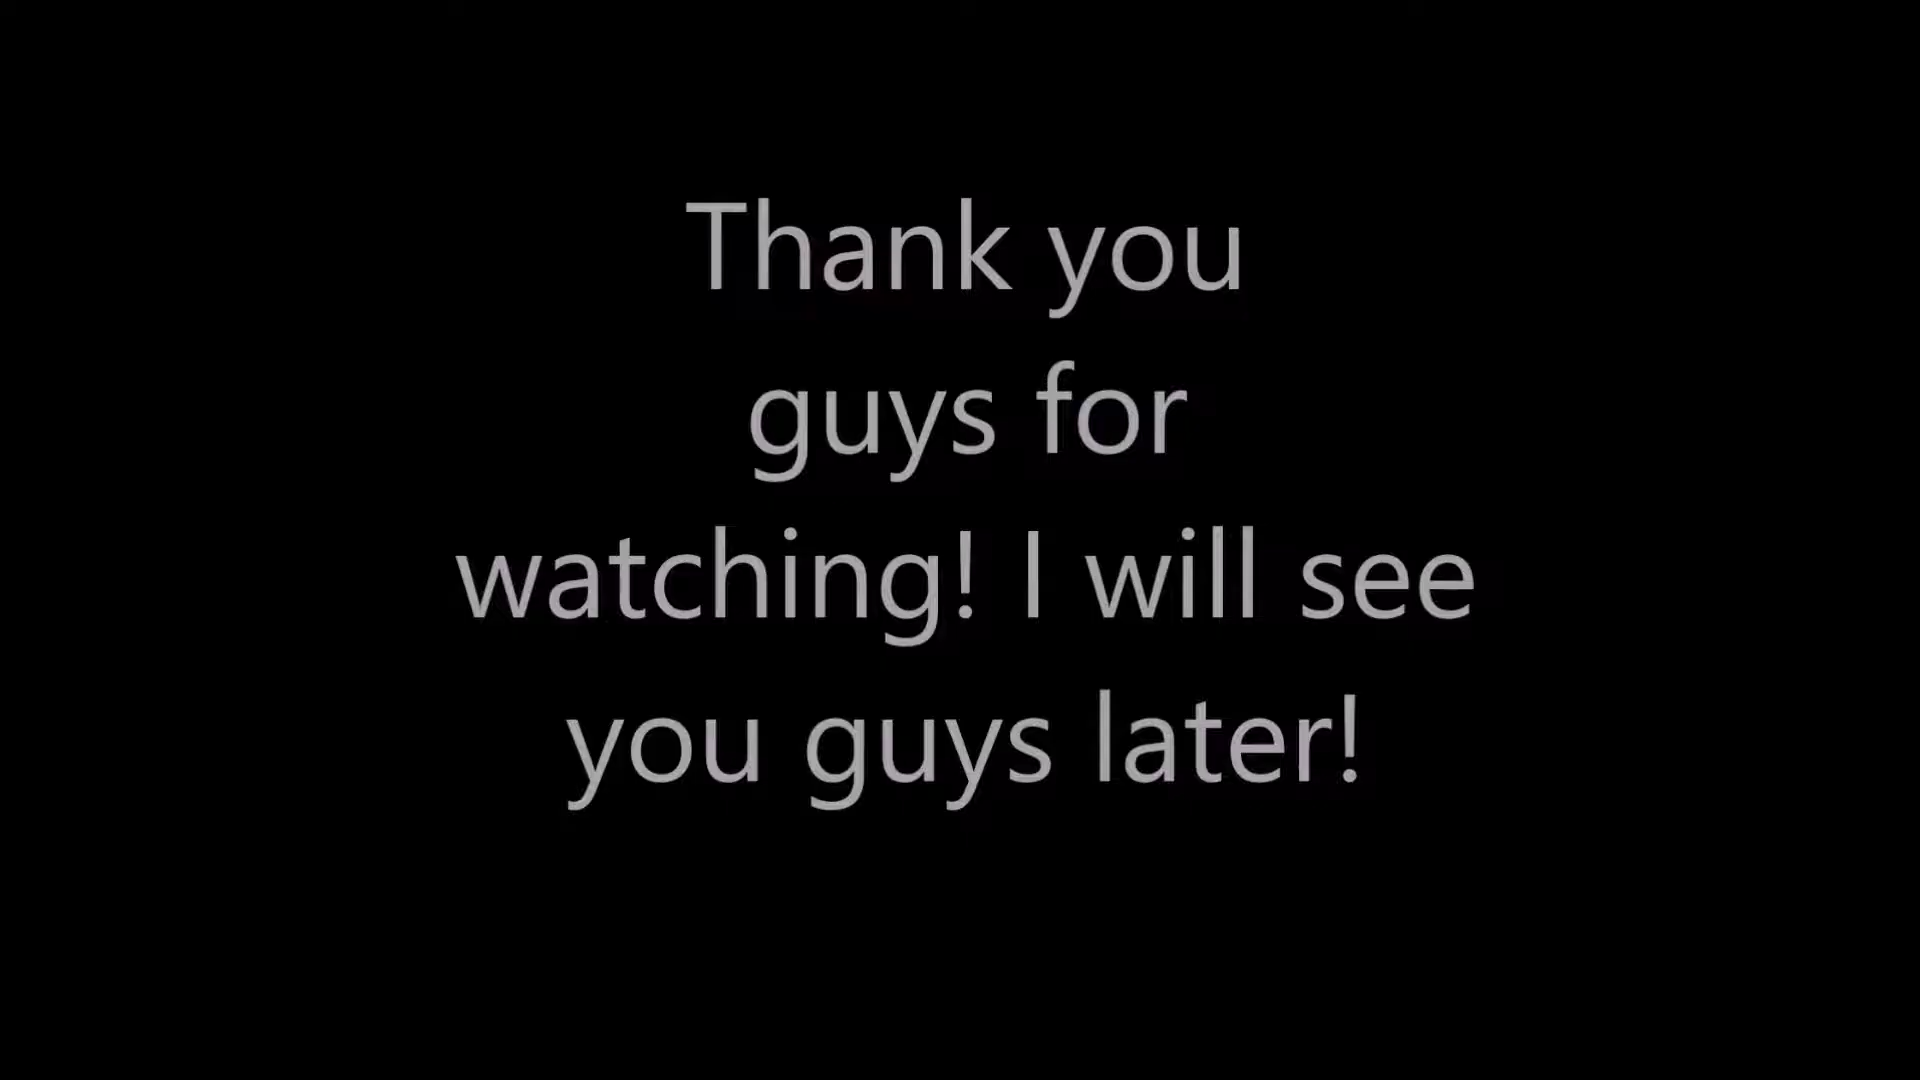 Thank you
guys for
watching! I will see
you guys later!